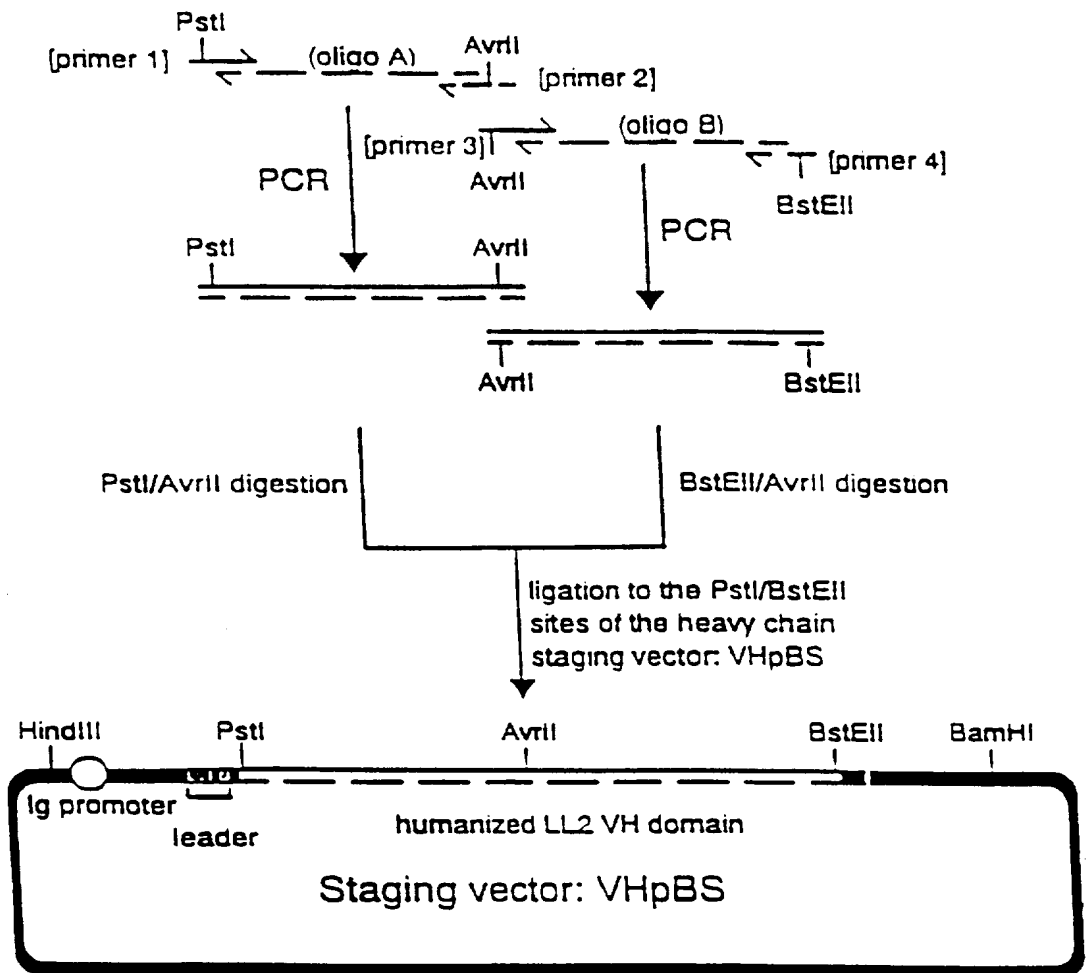 PstI
[primer 1]
(oligo A)
AvrII
[primer 2]
[primer 3]
(oligo B)
[primer 4]
AvrII
BstEII
PCR
PCR
PstI
AvrII
AvrII
BstEII
PstI/AvrII digestion
BstEII/AvrII digestion
ligation to the PstI/BstEII
sites of the heavy chain
staging vector: VHpBS
HindIII
PstI
AvrII
BstEII
BamHI
Ig promoter
leader
humanized LL2 VH domain
Staging vector: VHpBS